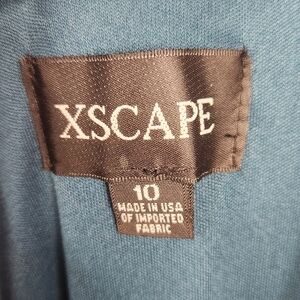 XSCAPE
10
MADE IN USA
OF IMPORTED
FABRIC